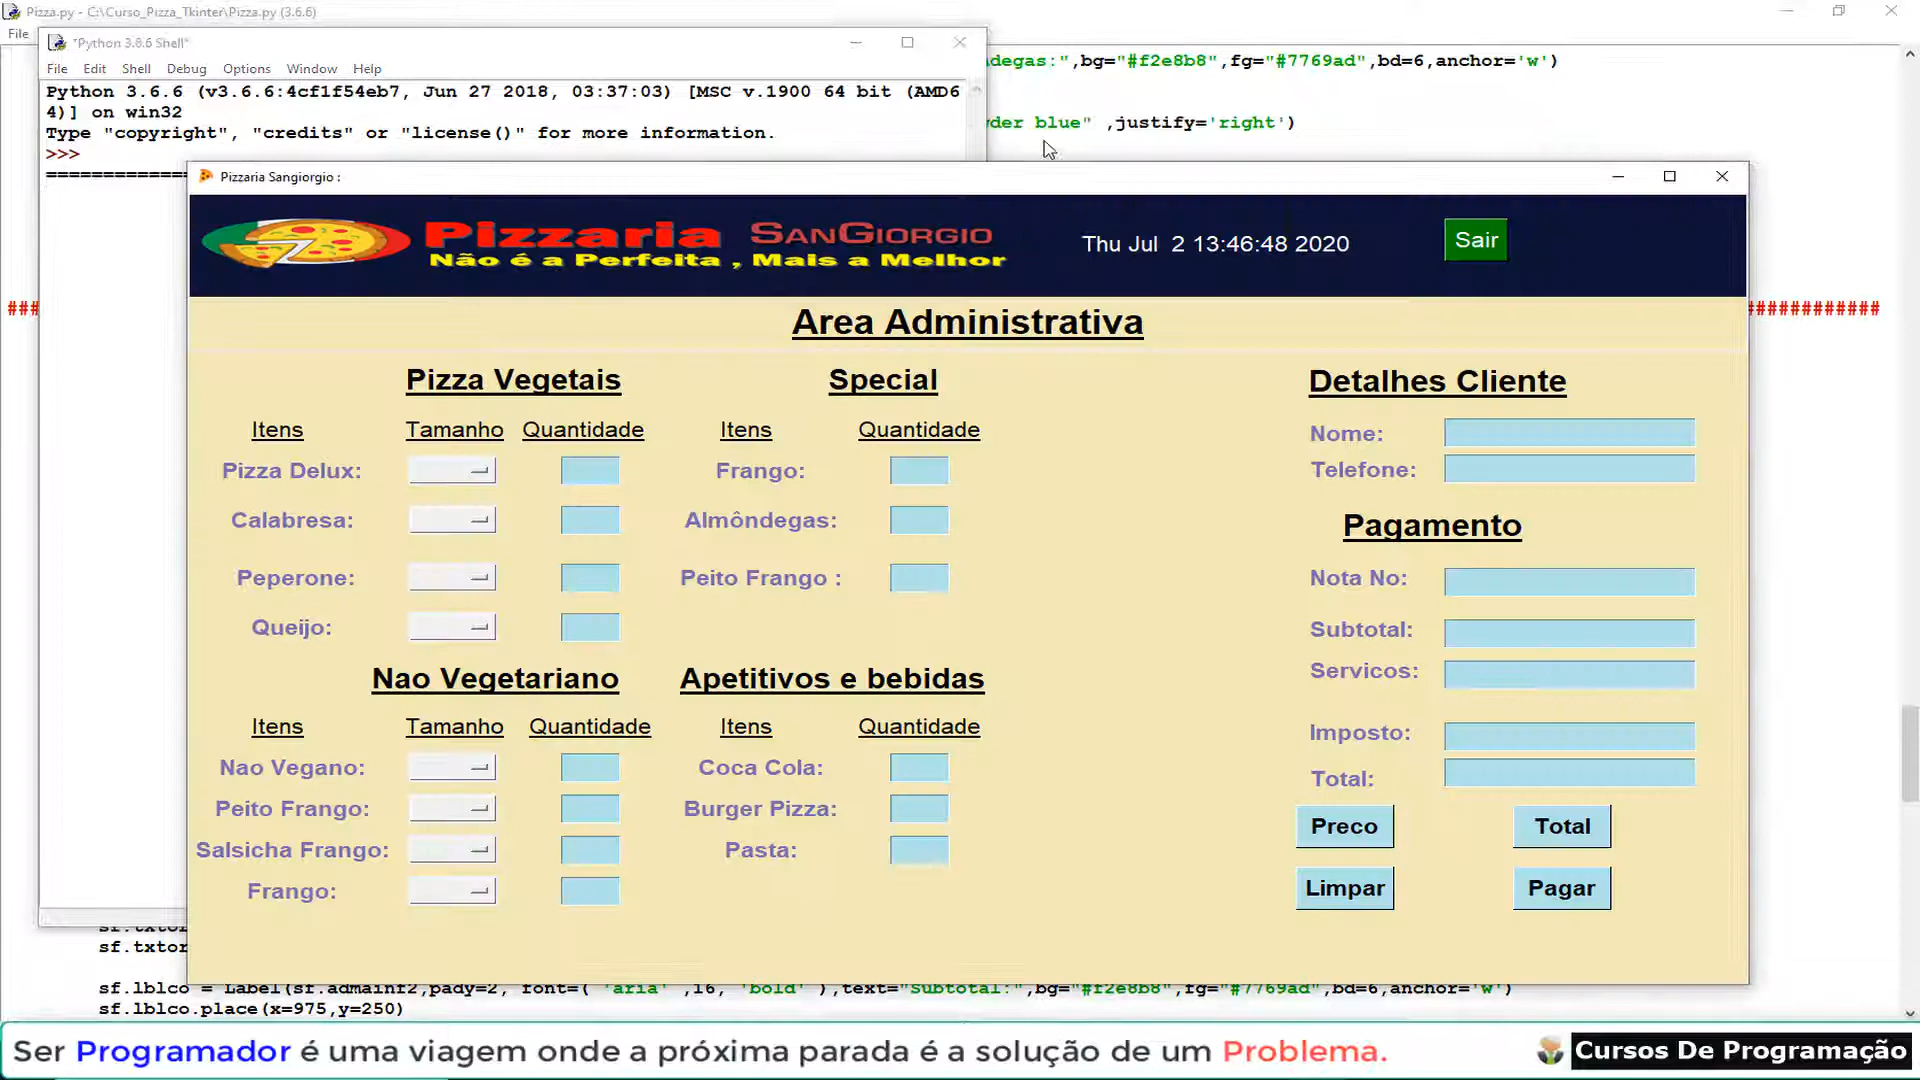 Pizza.py - C:\Curso_Pizza_Tkinter\Pizza.py (3.6.6)
File
*Python 3.8.6 Shell*
File Edit Shell Debug Options Window Help
Python 3.6.6 (v3.6.6:4cf1f54eb7, Jun 27 2018, 03:37:03) [MSC v.1900 64 bit (AMD6
4)] on win32
Type "copyright", "credits" or "license()" for more information.
>>>
=============
degas:",bg="#f2e8b8",fg="#7769ad",bd=6,anchor='w')
der blue" ,justify='right')
###
############
Pizzaria Sangiorgio :
Pizzaria SanGiorgio
Não é a Perfeita , Mais a Melhor
Thu Jul 2 13:46:48 2020
Sair
Area Administrativa
Pizza Vegetais
Itens Tamanho Quantidade
Pizza Delux:
Calabresa:
Peperone:
Queijo:
Special
Itens Quantidade
Frango:
Almôndegas:
Peito Frango :
Nao Vegetariano
Itens Tamanho Quantidade
Nao Vegano:
Peito Frango:
Salsicha Frango:
Frango:
Apetitivos e bebidas
Itens Quantidade
Coca Cola:
Burger Pizza:
Pasta:
Detalhes Cliente
Nome:
Telefone:
Pagamento
Nota No:
Subtotal:
Servicos:
Imposto:
Total:
Preco Total
Limpar Pagar
sf.txtor
sf.txtor
sf.lblco = Label(sf.admainf2,pady=2, font=( 'aria' ,16, 'bold' ),text="Subtotal:",bg="#f2e8b8",fg="#7769ad",bd=6,anchor='w')
sf.lblco.place(x=975,y=250)
Ser Programador é uma viagem onde a próxima parada é a solução de um Problema.
Cursos De Programação